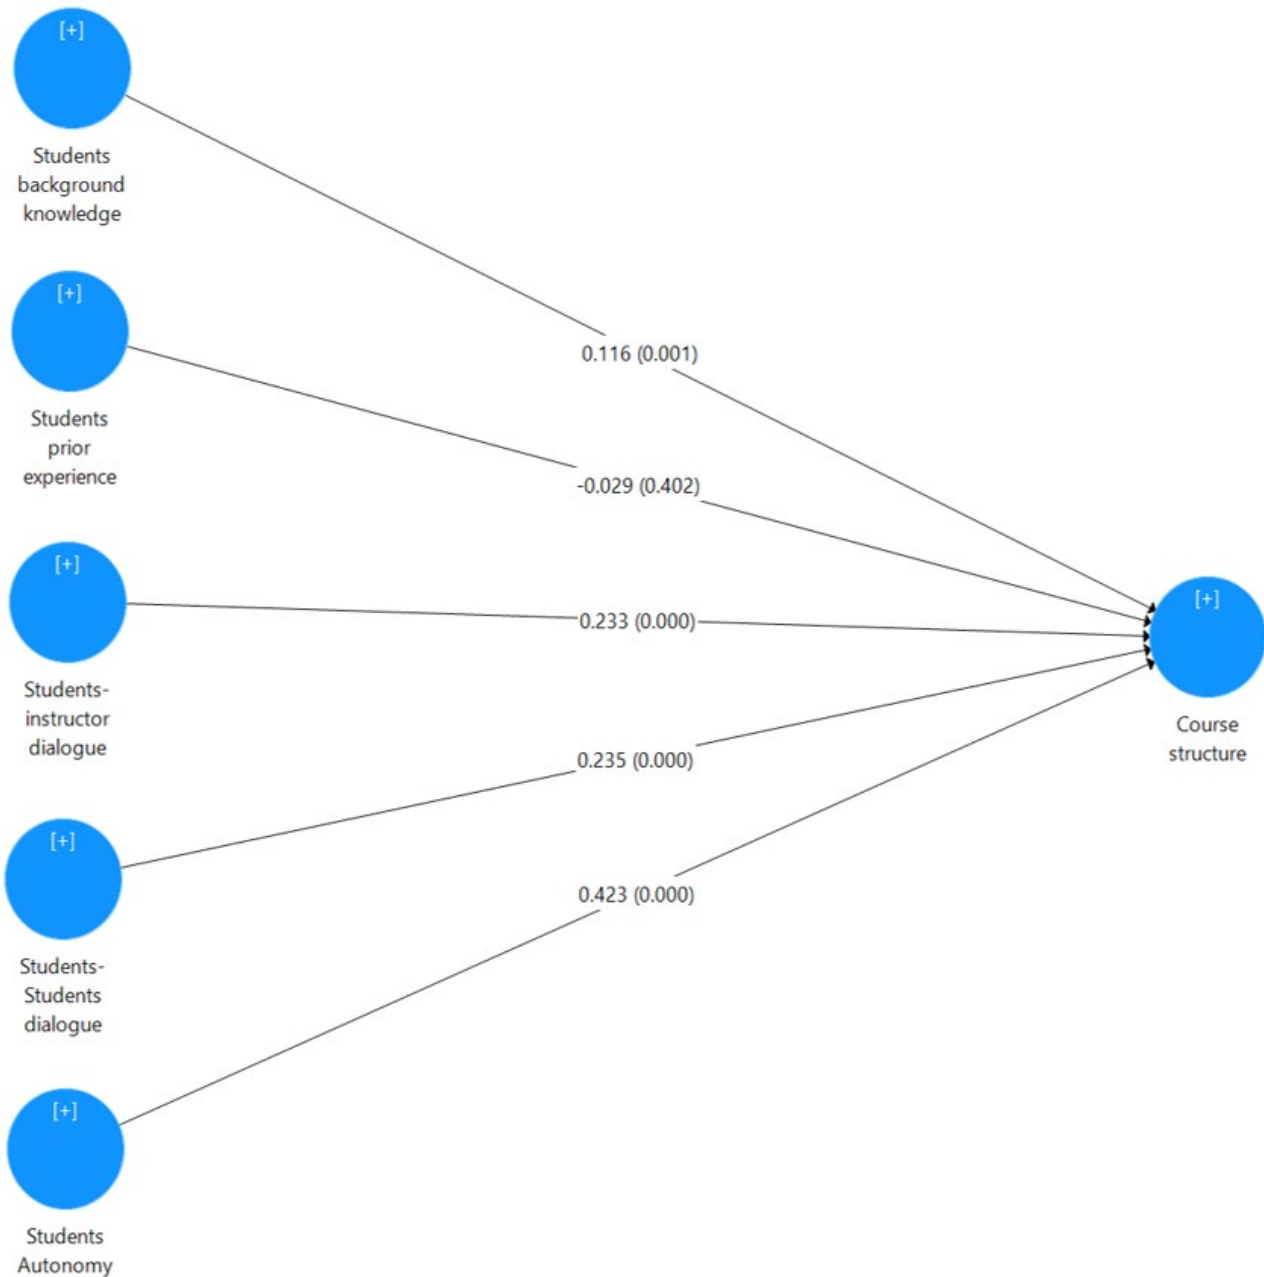 [+]
Students
background
knowledge
0.116 (0.001)
[+]
Students
prior
experience
-0.029 (0.402)
[+]
Students-
instructor
dialogue
0.233 (0.000)
[+]
Course
structure
[+]
Students-
Students
dialogue
0.235 (0.000)
0.423 (0.000)
[+]
Students
Autonomy